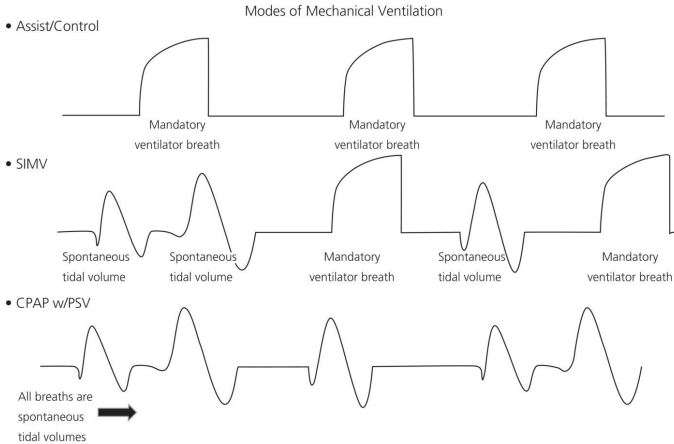 Modes of Mechanical Ventilation
• Assist/Control
Mandatory
ventilator breath
Mandatory
ventilator breath
Mandatory
ventilator breath
• SIMV
Spontaneous
tidal volume
Spontaneous
tidal volume
Mandatory
ventilator breath
Spontaneous
tidal volume
Mandatory
ventilator breath
• CPAP w/PSV
All breaths are
spontaneous
tidal volumes